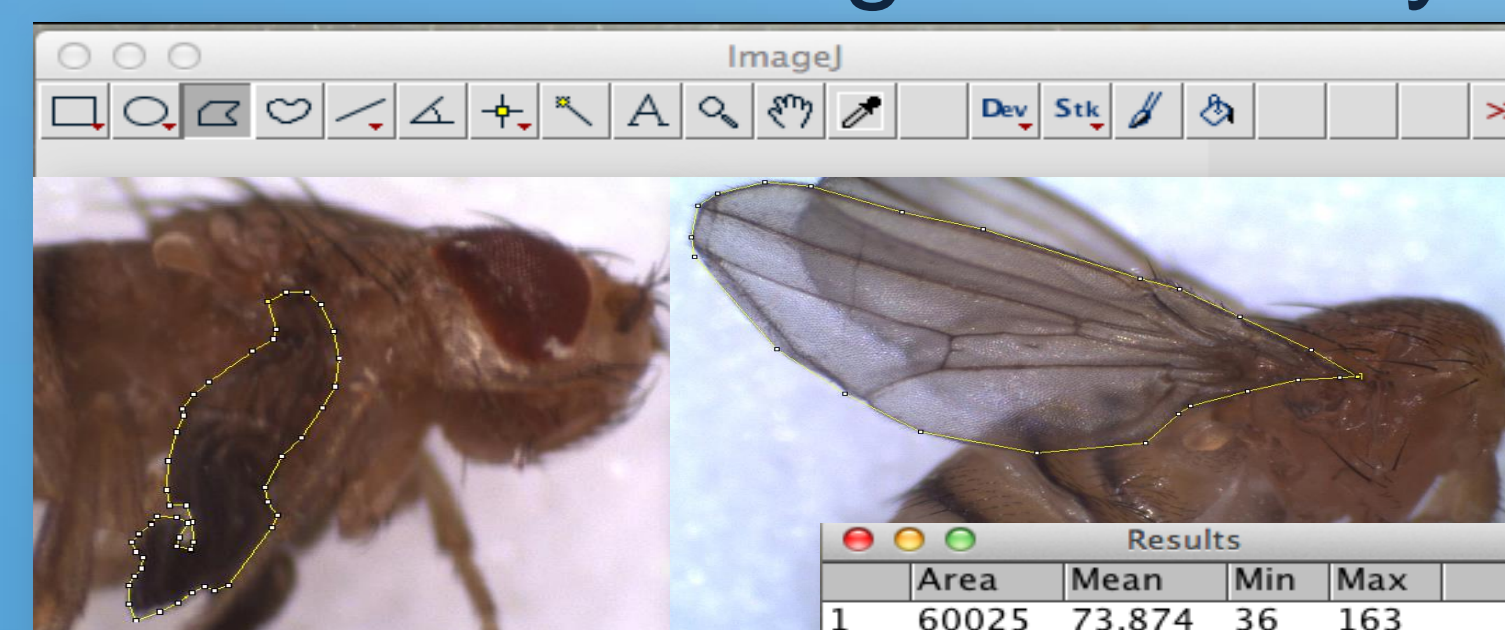 ImageJ
A
Dev Stk
>>
Results
Area Mean Min Max
1 60025 73.874 36 163